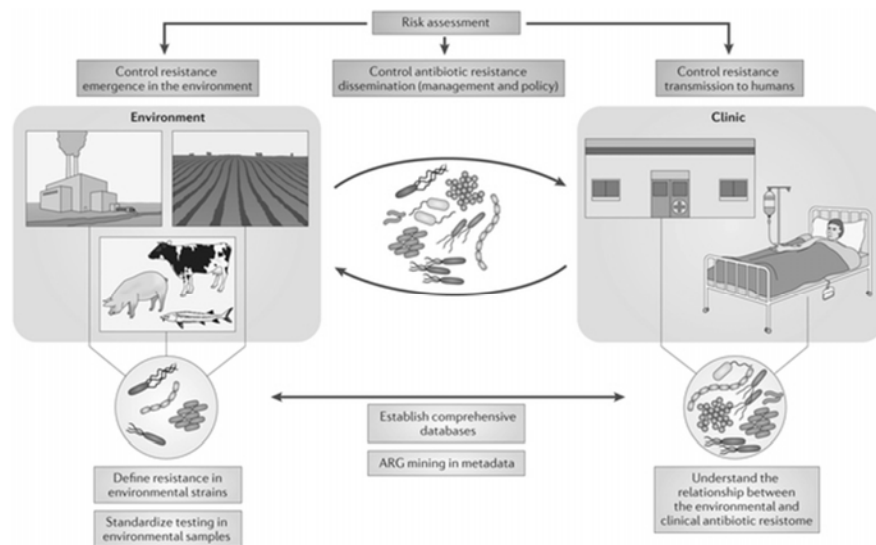 Risk assessment
Control resistance
emergence in the environment
Control antibiotic resistance
dissemination (management and policy)
Control resistance
transmission to humans
Environment
Clinic
Establish comprehensive
databases
ARG mining in metadata
Define resistance in
environmental strains
Standardize testing in
environmental samples
Understand the
relationship between
the environmental and
clinical antibiotic resistome